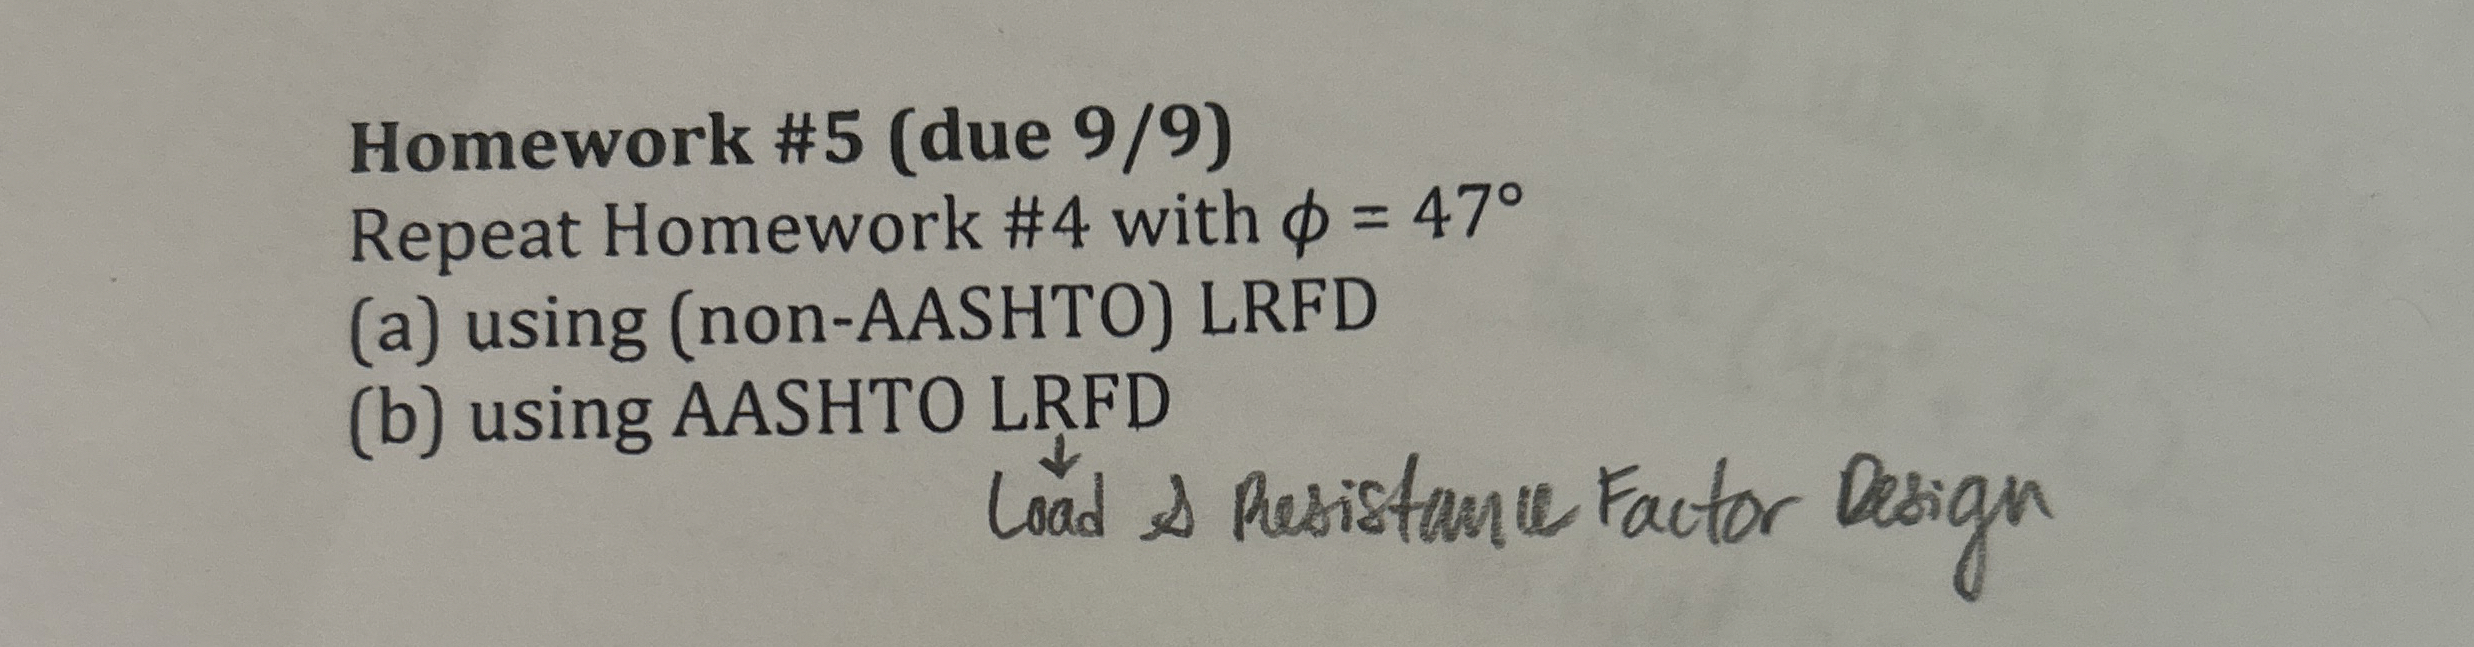 Homework #5 (due 9/9)
Repeat Homework #4 with ϕ = 47°
(a) using (non-AASHTO) LRFD
(b) using AASHTO LRFD
↓
Load & Resistance Factor Design